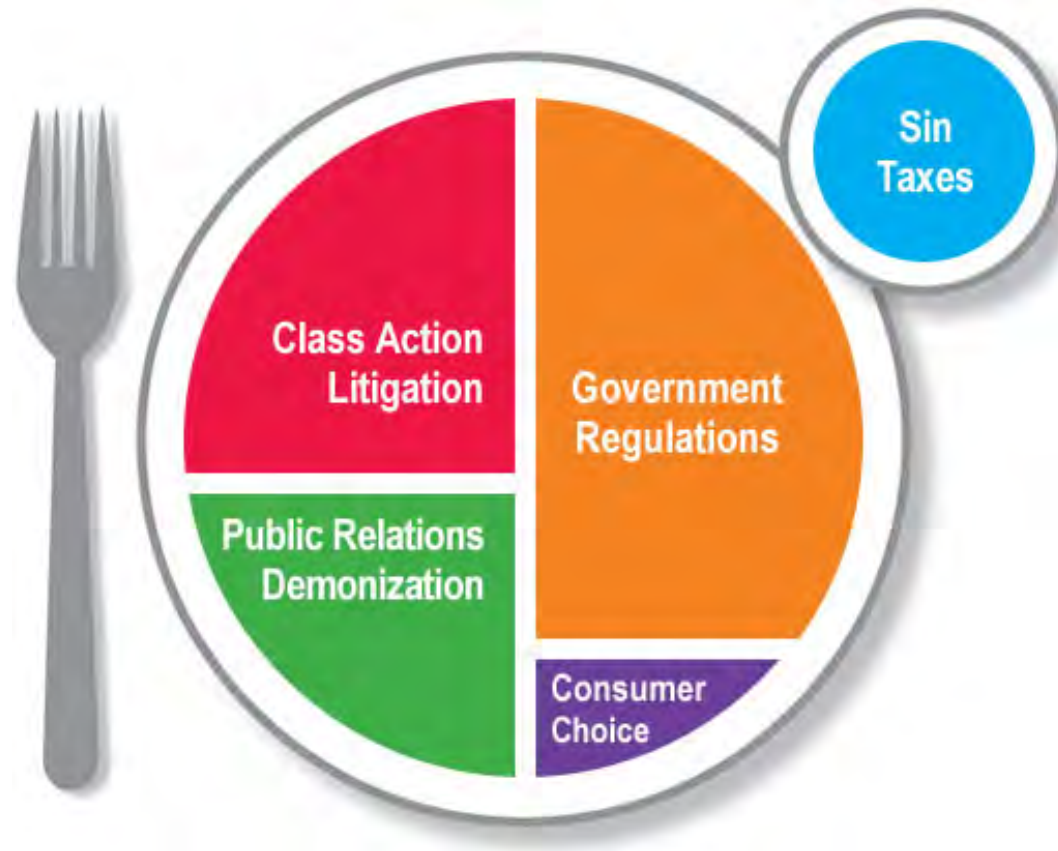 Sin
Taxes
Class Action
Litigation
Government
Regulations
Public Relations
Demonization
Consumer
Choice